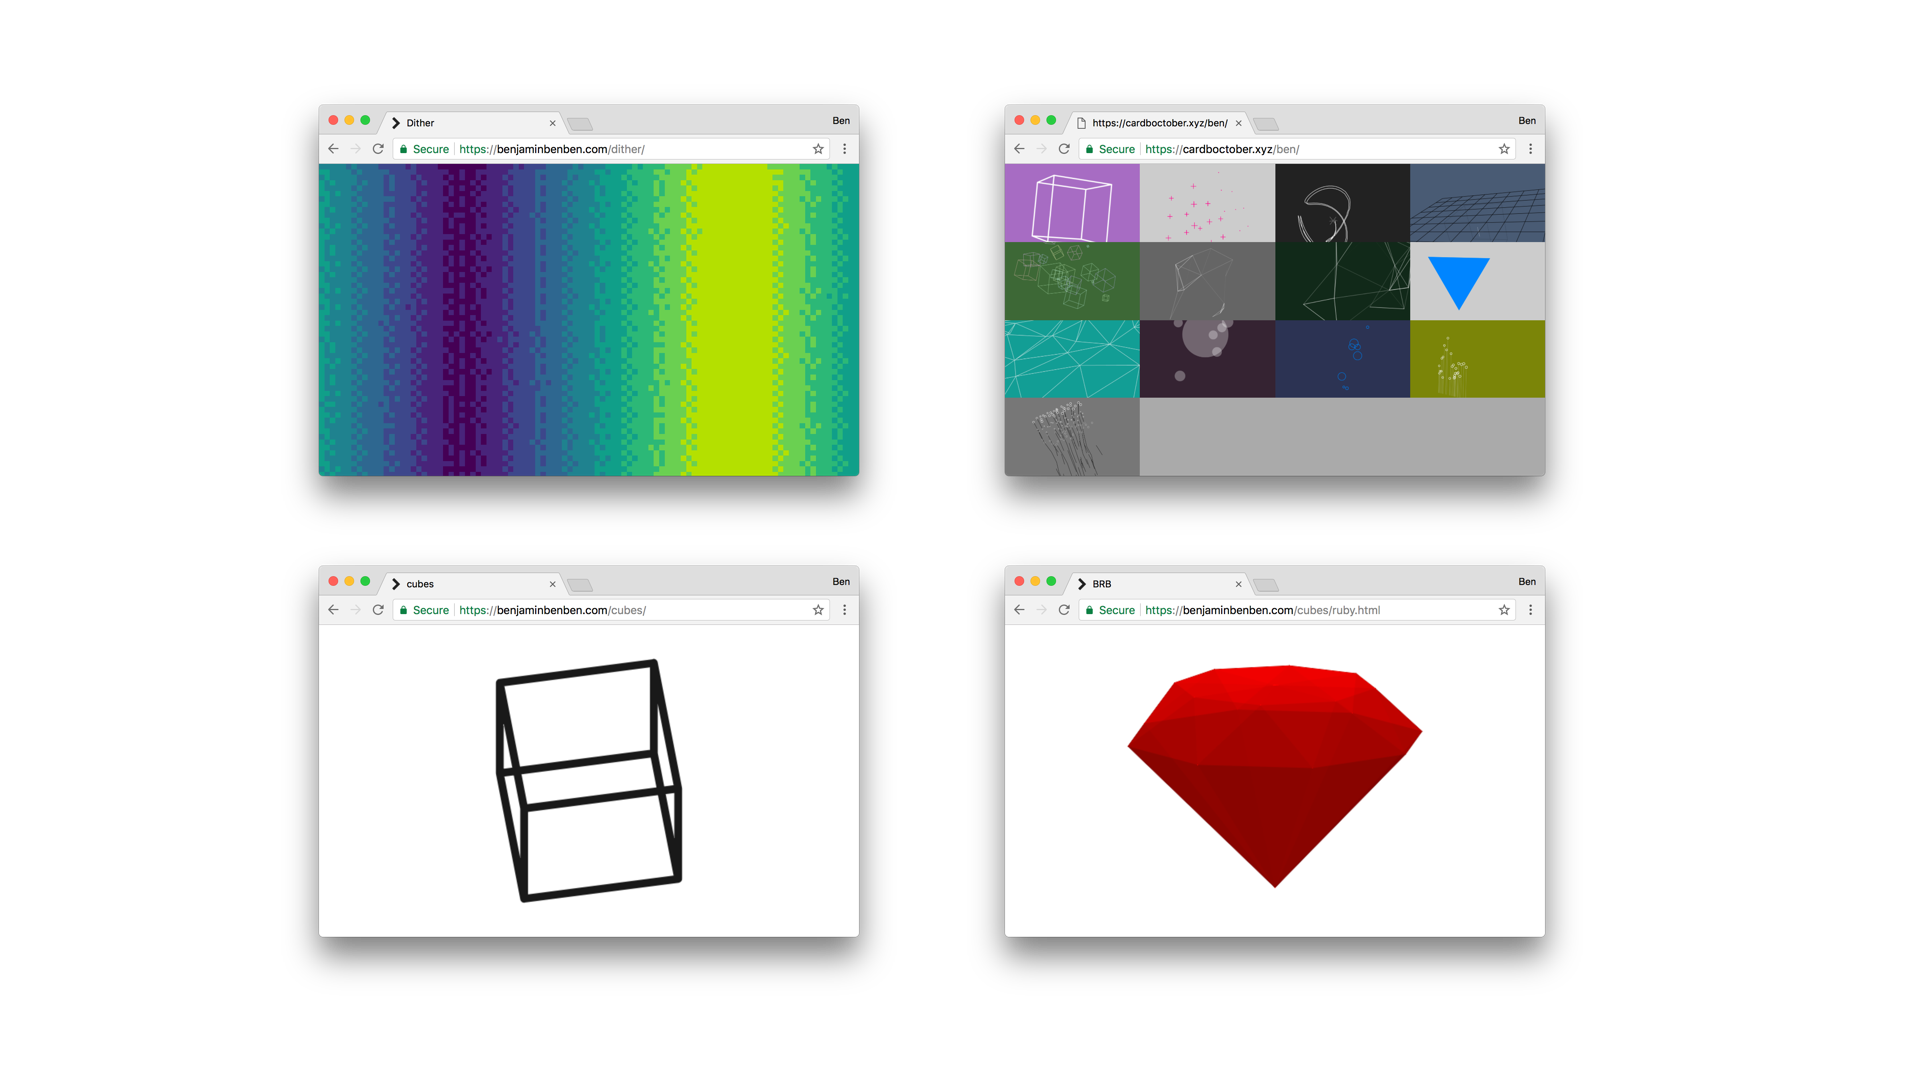 Dither
Ben
Secure https://benjaminbenben.com/dither/
https://cardboctober.xyz/ben/
Ben
Secure https://cardboctober.xyz/ben/
cubes
Ben
Secure https://benjaminbenben.com/cubes/
BRB
Ben
Secure https://benjaminbenben.com/cubes/ruby.html